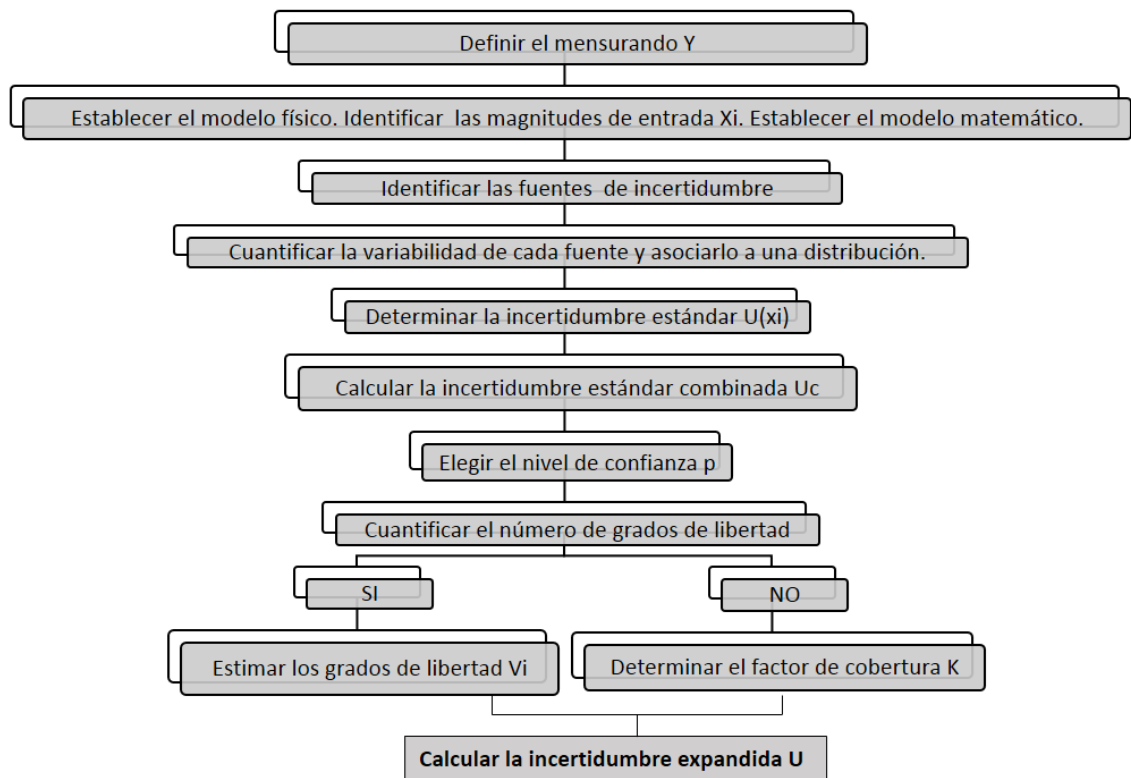 Definir el mensurando Y
Establecer el modelo físico. Identificar las magnitudes de entrada Xi. Establecer el modelo matemático.
Identificar las fuentes de incertidumbre
Cuantificar la variabilidad de cada fuente y asociarlo a una distribución.
Determinar la incertidumbre estándar U(xi)
Calcular la incertidumbre estándar combinada Uc
Elegir el nivel de confianza p
Cuantificar el número de grados de libertad
SI
NO
Estimar los grados de libertad Vi
Determinar el factor de cobertura K
Calcular la incertidumbre expandida U